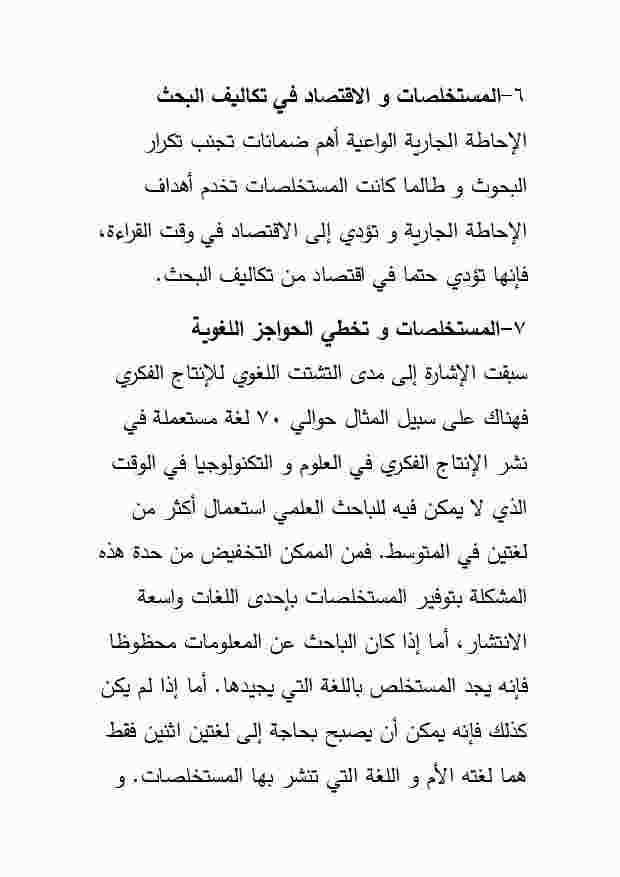 ٦-المستخلصات و الاقتصاد في تكاليف البحث
الإحاطة الجارية الواعية أهم ضمانات تجنب تكرار
البحوث و طالما كانت المستخلصات تخدم أهداف
الإحاطة الجارية و تؤدي إلى الاقتصاد في وقت القراءة،
فإنها تؤدي حتما في اقتصاد من تكاليف البحث.
٧-المستخلصات و تخطي الحواجز اللغوية
سبقت الإشارة إلى مدى التشتت اللغوي للإنتاج الفكري
فهناك على سبيل المثال حوالي ٧٠ لغة مستعملة في
نشر الإنتاج الفكري في العلوم و التكنولوجيا في الوقت
الذي لا يمكن فيه للباحث العلمي استعمال أكثر من
لغتين في المتوسط. فمن الممكن التخفيض من حدة هذه
المشكلة بتوفير المستخلصات بإحدى اللغات واسعة
الانتشار، أما إذا كان الباحث عن المعلومات محظوظا
فإنه يجد المستخلص باللغة التي يجيدها. أما إذا لم يكن
كذلك فإنه يمكن أن يصبح بحاجة إلى لغتين اثنين فقط
هما لغته الأم و اللغة التي تنشر بها المستخلصات. و